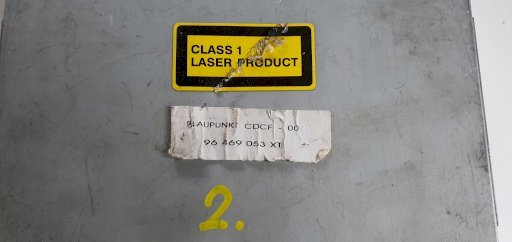 CLASS 1
LASER PRODUCT
BLAUPUNKT CDCF - 00
96 469 053 XT
2.